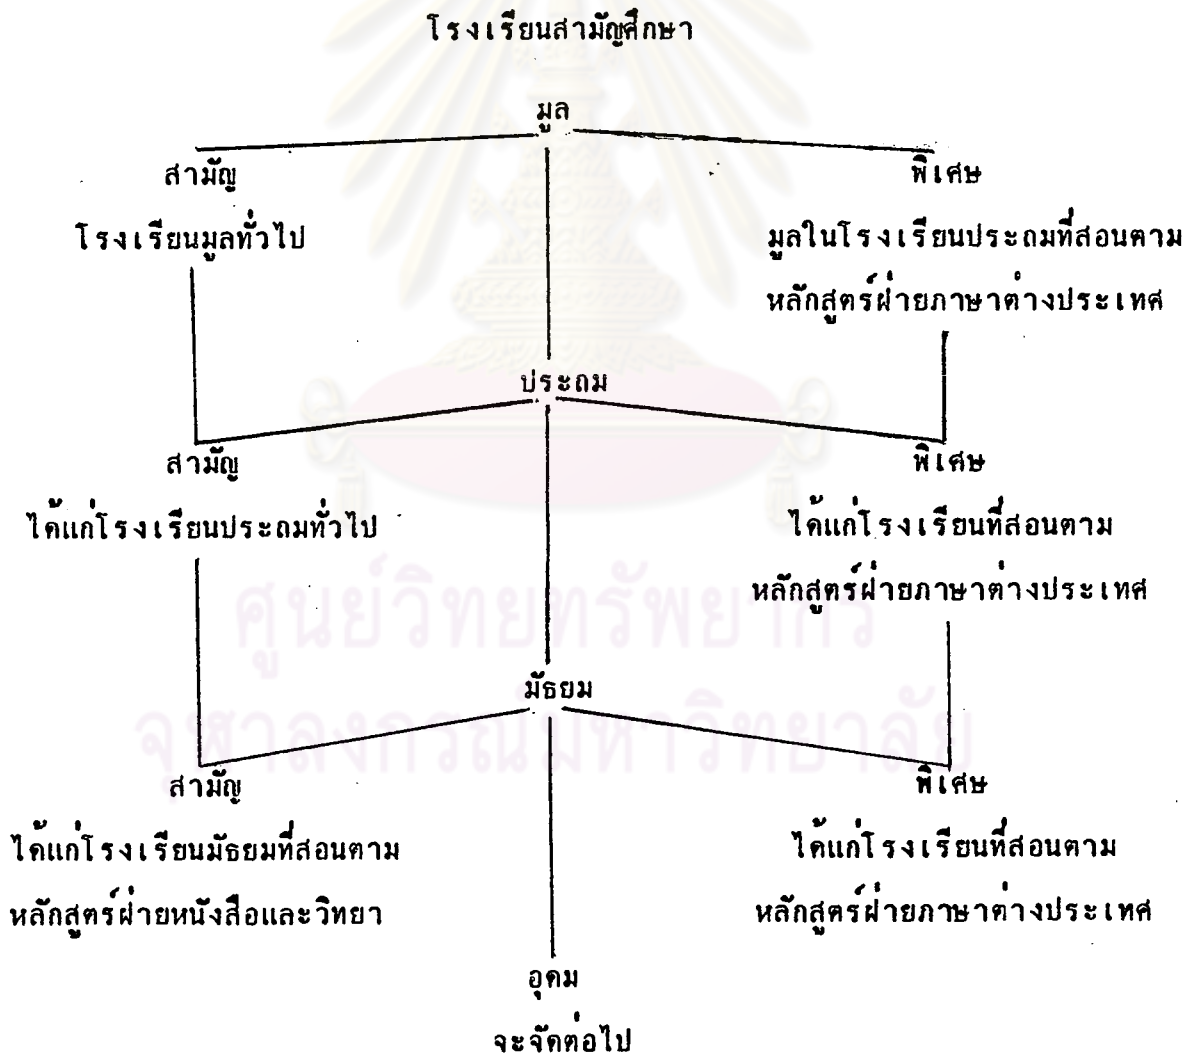 โรงเรียนสามัญศึกษา
มูล
สามัญ
พิเศษ
โรงเรียนมูลทั่วไป
มูลในโรงเรียนประถมที่สอนตาม
หลักสูตร์ฝ่ายภาษาต่างประเทศ
ประถม
สามัญ
พิเศษ
ได้แก่โรงเรียนประถมทั่วไป
ได้แก่โรงเรียนที่สอนตาม
หลักสูตร์ฝ่ายภาษาต่างประเทศ
ศูนย์วิทยทรัพยากร
มัธยม
จุฬาลงกรณ์มหาวิทยาลัย
สามัญ
พิเศษ
ได้แก่โรงเรียนมัธยมที่สอนตาม
หลักสูตร์ฝ่ายหนังสือและวิทยา
ได้แก่โรงเรียนที่สอนตาม
หลักสูตร์ฝ่ายภาษาต่างประเทศ
อุดม
จะจัดต่อไป